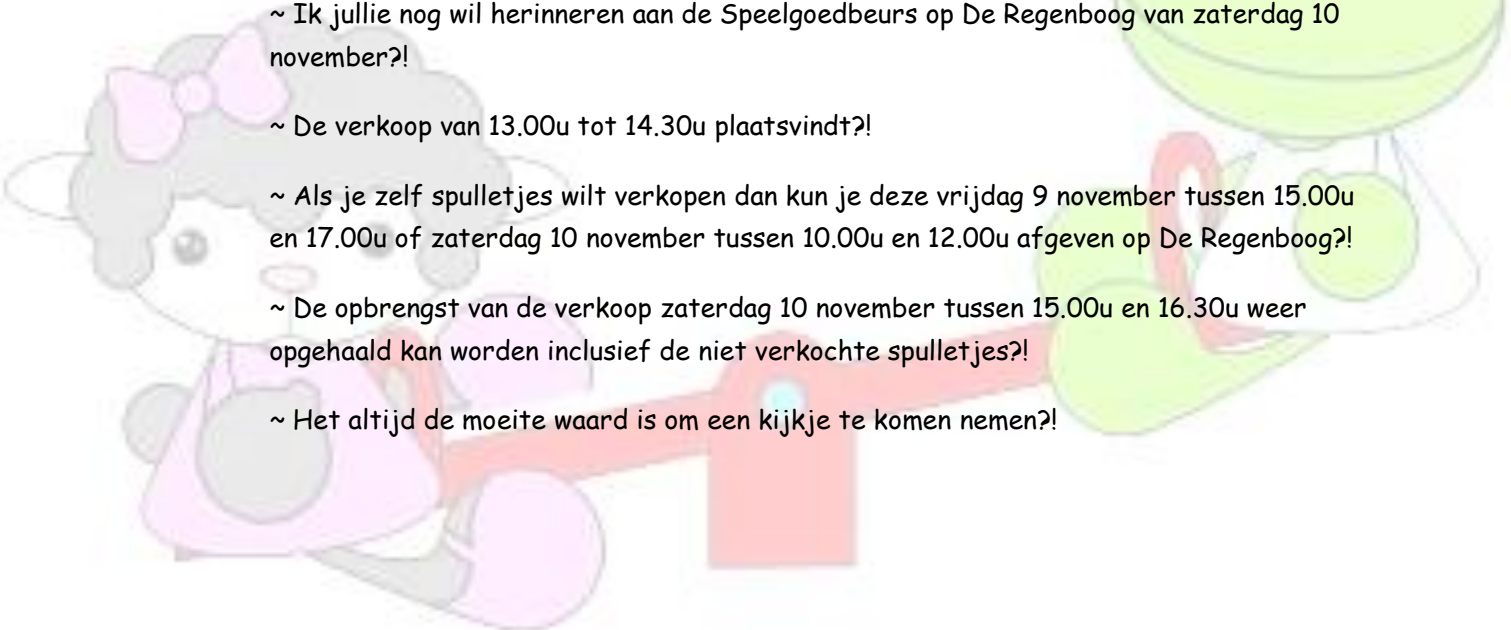 ~ Ik jullie nog wil herinneren aan de Speelgoedbeurs op De Regenboog van zaterdag 10
november?!
~ De verkoop van 13.00u tot 14.30u plaatsvindt?!
~ Als je zelf spulletjes wilt verkopen dan kun je deze vrijdag 9 november tussen 15.00u
en 17.00u of zaterdag 10 november tussen 10.00u en 12.00u afgeven op De Regenboog?!
~ De opbrengst van de verkoop zaterdag 10 november tussen 15.00u en 16.30u weer
opgehaald kan worden inclusief de niet verkochte spulletjes?!
~ Het altijd de moeite waard is om een kijkje te komen nemen?!